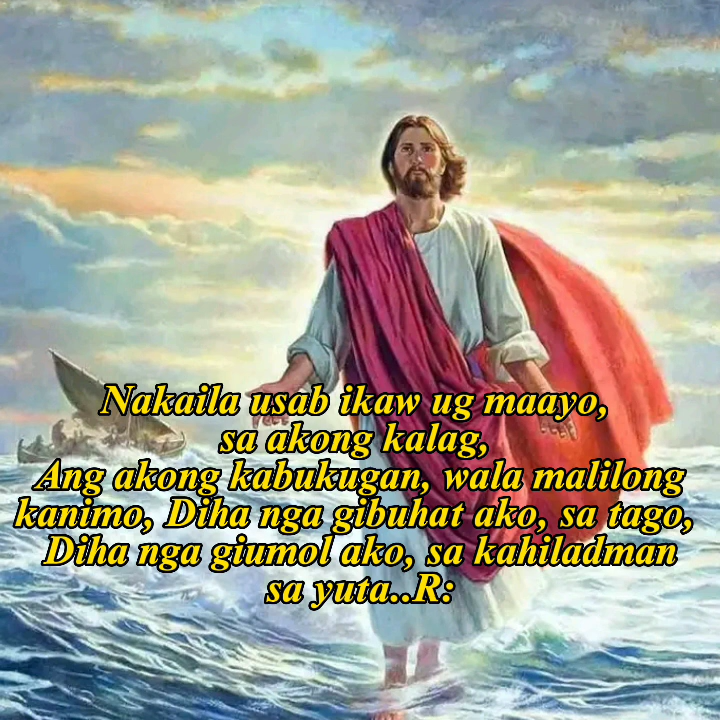 Nakaila usab ikaw ug maayo,
sa akong kalag,
Ang akong kabukugan, wala malilong
kanimo, Diha nga gibuhat ako, sa tago,
Diha nga giumol ako, sa kahiladman
sa yuta..R: